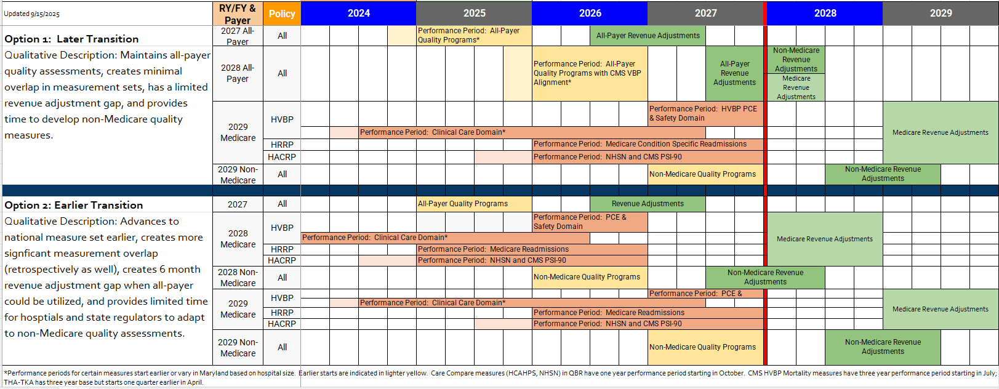 Updated 9/15/2025
RY/FY &
Payer
Policy
2024
2025
2026
2027
2028
2029
Option 1:  Later Transition
Qualitative Description: Maintains all-payer
quality assessments, creates minimal
overlap in measurement sets, has a limited
revenue adjustment gap, and provides
time to develop non-Medicare quality
measures.
2027 All-
Payer
All
Performance Period:  All-Payer
Quality Programs*
All-Payer Revenue Adjustments
2028 All-
Payer
All
Performance Period:  All-Payer
Quality Programs with CMS VBP
Alignment*
All-Payer
Revenue
Adjustments
Non-Medicare
Revenue
Adjustments
Medicare
Revenue
Adjustments
2029
Medicare
HVBP
Performance Period:  HVBP PCE
& Safety Domain
Performance Period:  Clinical Care Domain*
HRRP
Performance Period:  Medicare Condition Specific Readmissions
HACRP
Performance Period:  NHSN and CMS PSI-90
Medicare Revenue Adjustments
2029 Non-
Medicare
All
Non-Medicare Quality Programs
Non-Medicare Revenue
Adjustments
Option 2: Earlier Transition
Qualitative Description: Advances to
national measure set earlier, creates more
signficant measurement overlap
(retrospectively as well), creates 6 month
revenue adjustment gap when all-payer
could be utilized, and provides limited time
for hosptials and state regulators to adapt
to non-Medicare quality assessments.
2027
All
All-Payer Quality Programs
Revenue Adjustments
2028
Medicare
HVBP
Performance Period:  PCE &
Safety Domain
Performance Period:  Clinical Care Domain*
HRRP
Performance Period:  Medicare Readmissions
HACRP
Performance Period:  NHSN and CMS PSI-90
Medicare Revenue Adjustments
2028 Non-
Medicare
All
Non-Medicare Quality Programs
Non-Medicare Revenue
Adjustments
2029
Medicare
HVBP
Performance Period:  PCE &
Performance Period:  Clinical Care Domain*
HRRP
Performance Period:  Medicare Readmissions
HACRP
Performance Period:  NHSN and CMS PSI-90
Medicare Revenue Adjustments
2029 Non-
Medicare
All
Non-Medicare Quality Programs
Non-Medicare Revenue
Adjustments
*Performance periods for certain measures start earlier or vary in Maryland based on hospital size.  Earlier starts are indicated in lighter yellow.  Care Compare measures (HCAHPS, NHSN) in QBR have one year performance period starting in October.  CMS HVBP Mortality measures have three year performance period starting in July;
THA-TKA has three year base but starts one quarter earlier in April.